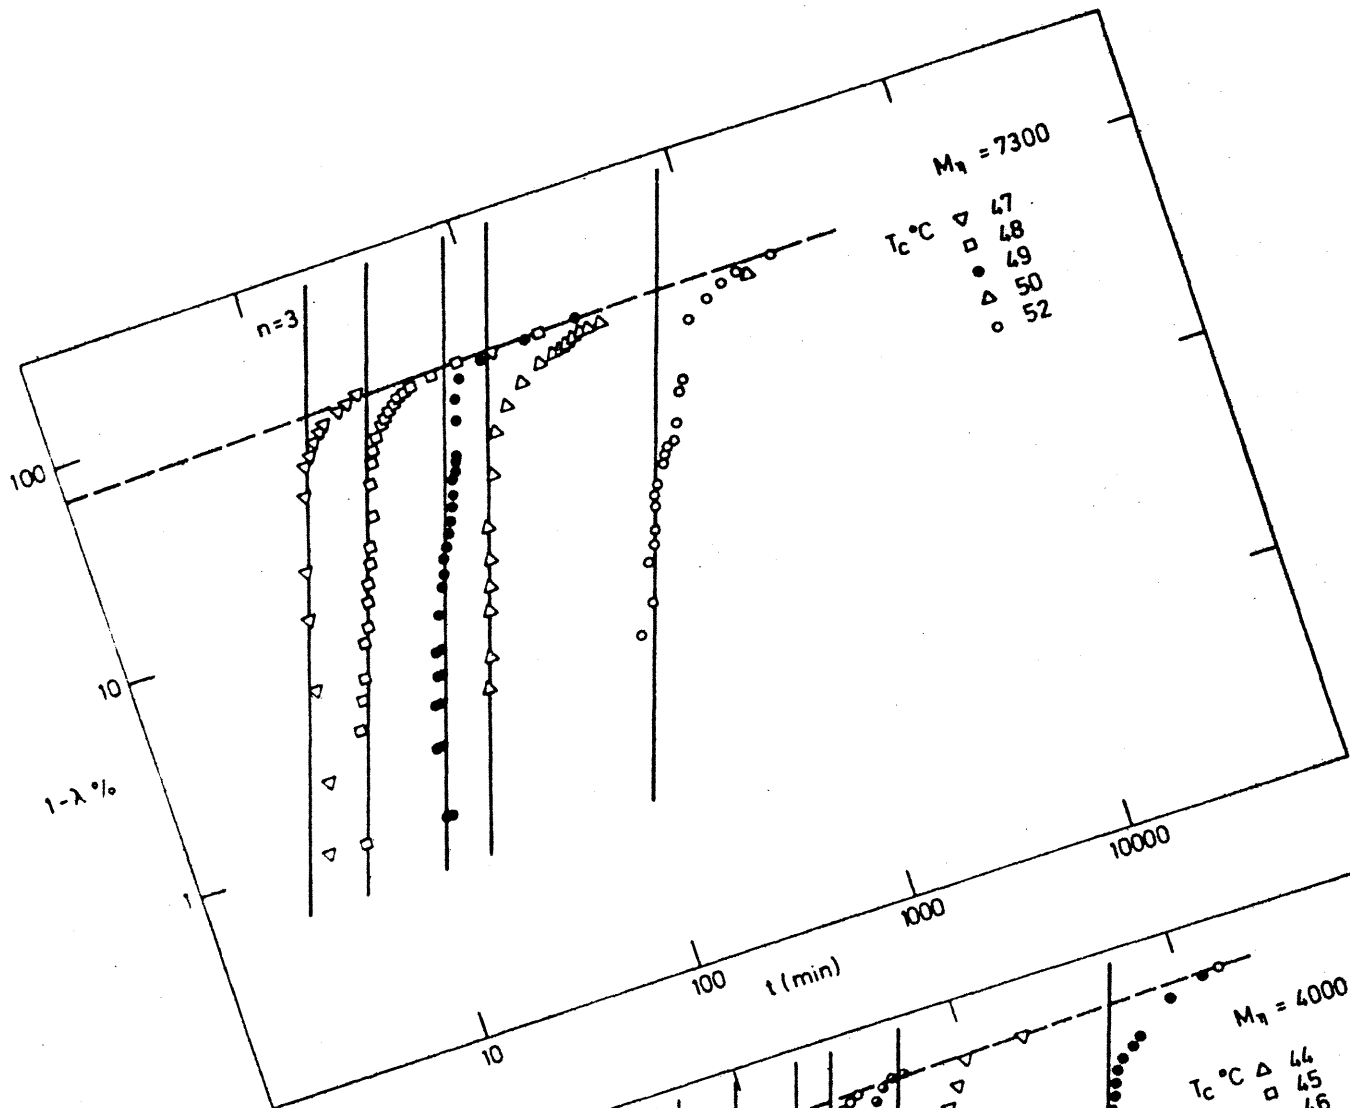 Mη = 7300
Tc °C ▽ 47
□ 48
● 49
△ 50
○ 52
n=3
100
10
1
1-λ %
10
100
1000
10000
t (min)
Mη = 4000
Tc °C △ 44
□ 45
46